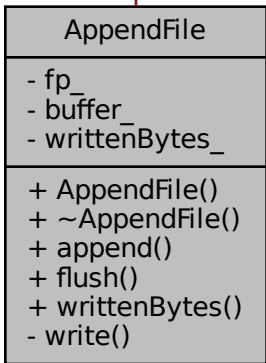 AppendFile
- fp_
- buffer_
- writtenBytes_
+ AppendFile()
+ ~AppendFile()
+ append()
+ flush()
+ writtenBytes()
- write()